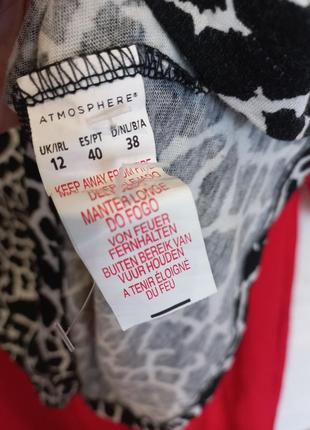 ATMOSPHERE®
UK/IRL ES/PT D/NL/B/A
12 40 38
KEEP AWAY FROM FIRE
MANTER LONGE
DO FOGO
VON FEUER
FERNHALTEN
BUITEN BEREIK VAN
VUUR HOUDEN
A TENIR ÉLOIGNÉ
DU FEU